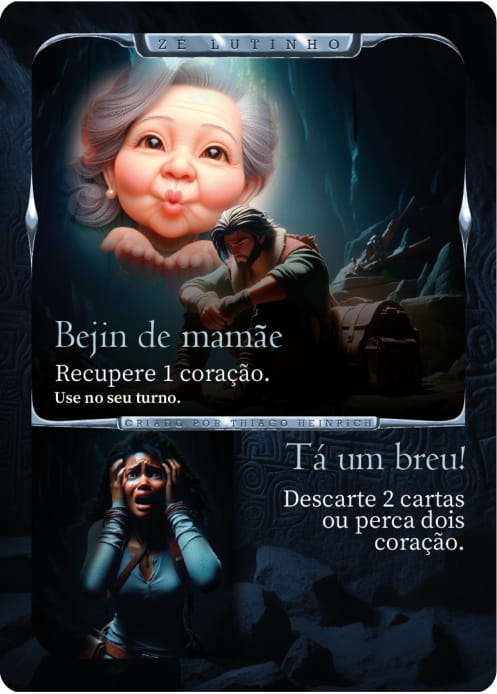 ZÉ LUTINHO
Bejin de mamãe
Recupere 1 coração.
Use no seu turno.
CRIADO POR THIAGO HEINRICH
Tá um breu!
Descarte 2 cartas
ou perca dois
coração.